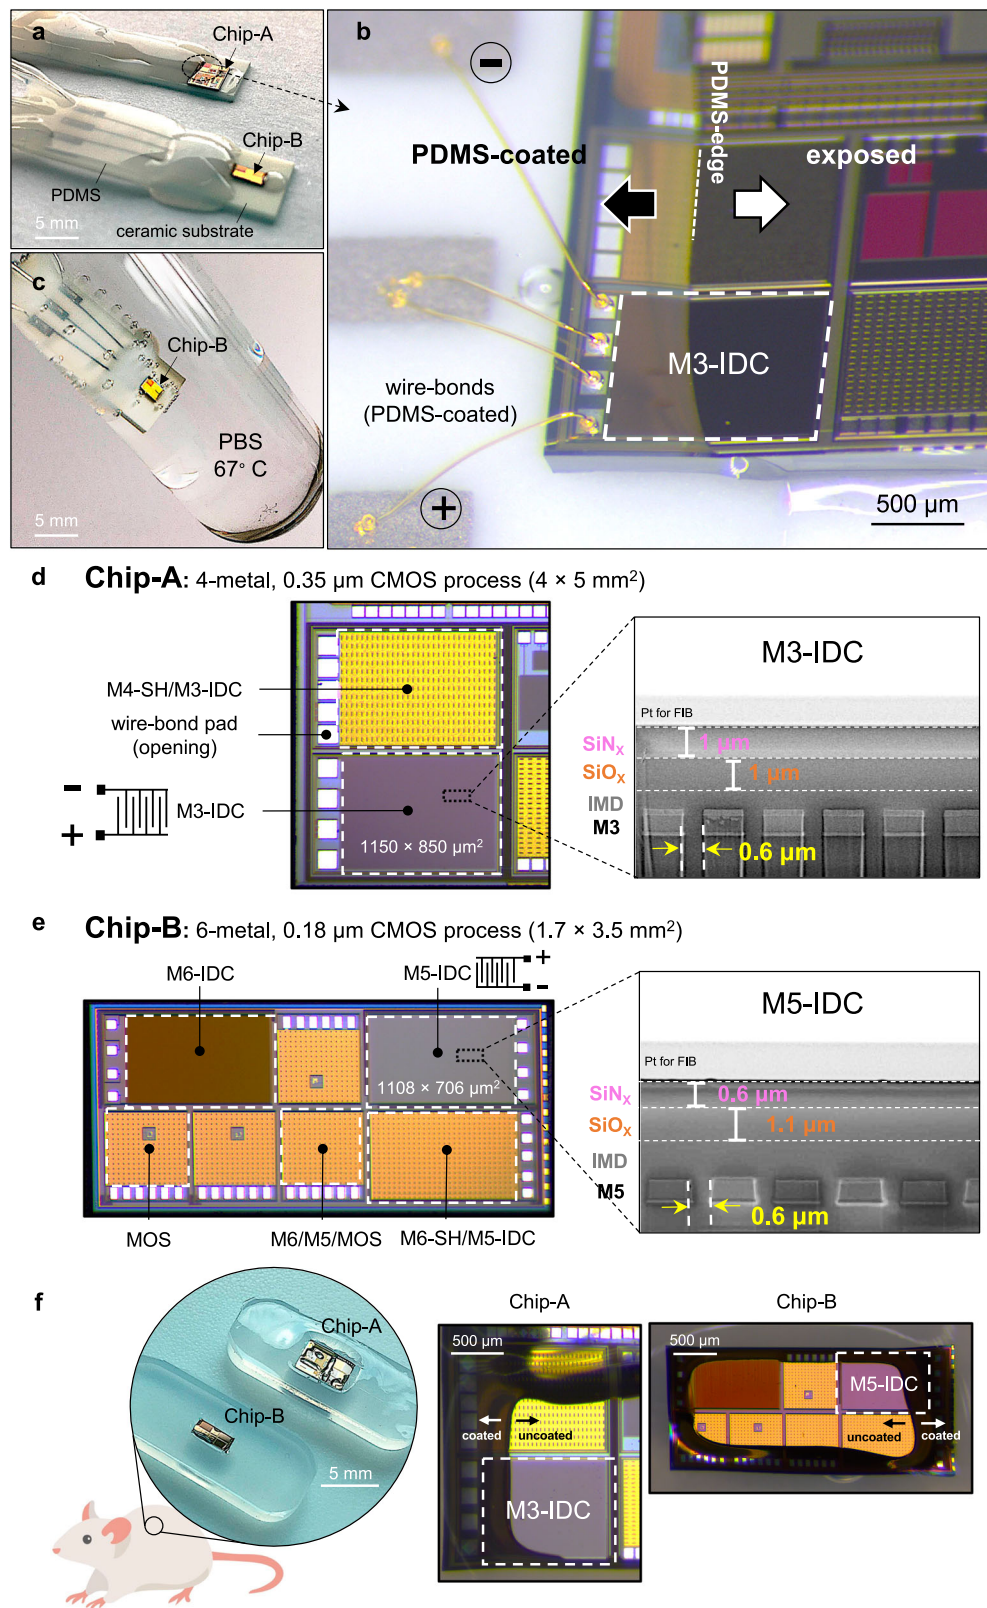 a
Chip-A
Chip-B
PDMS
ceramic substrate
5 mm
b
−
PDMS-coated
PDMS-edge
exposed
M3-IDC
wire-bonds
(PDMS-coated)
+
500 µm
c
Chip-B
PBS
67° C
5 mm
d
Chip-A: 4-metal, 0.35 µm CMOS process (4 × 5 mm²)
M4-SH/M3-IDC
wire-bond pad
(opening)
−
+
M3-IDC
1150 × 850 µm²
M3-IDC
Pt for FIB
SiNₓ
1 µm
SiOₓ
1 µm
IMD
M3
0.6 µm
e
Chip-B: 6-metal, 0.18 µm CMOS process (1.7 × 3.5 mm²)
M6-IDC
M5-IDC
+
−
1108 × 706 µm²
MOS
M6/M5/MOS
M6-SH/M5-IDC
M5-IDC
Pt for FIB
SiNₓ
0.6 µm
SiOₓ
1.1 µm
IMD
M5
0.6 µm
f
Chip-A
Chip-B
5 mm
Chip-A
500 µm
coated
uncoated
M3-IDC
Chip-B
500 µm
M5-IDC
uncoated
coated